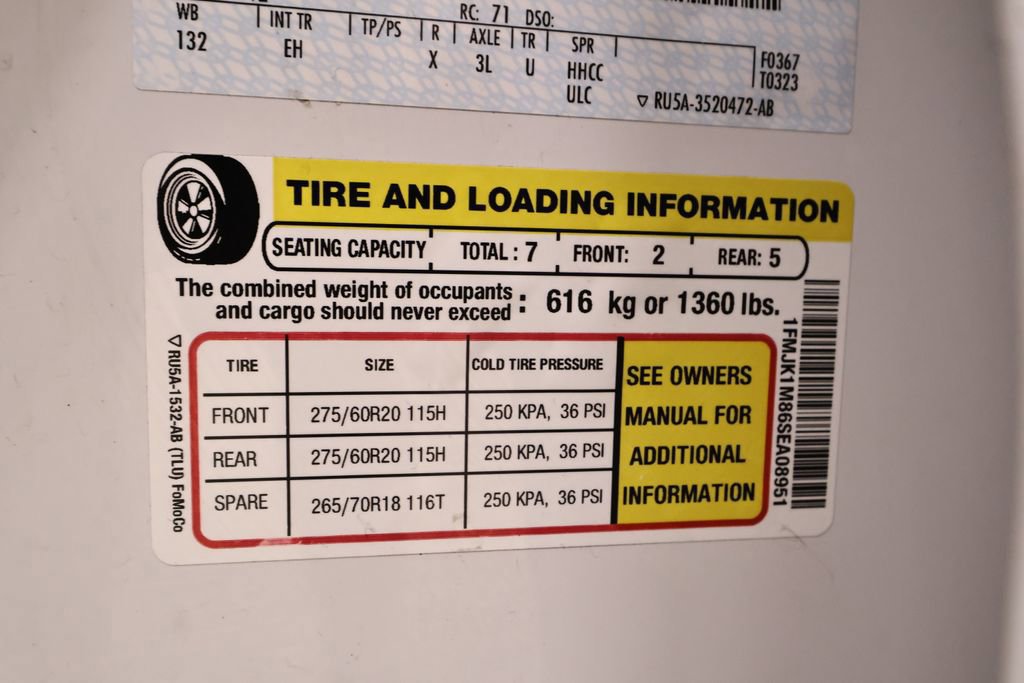 RC: 71 DSO:
WB INT TR TP/PS R AXLE TR SPR
132 EH X 3L U HHCC
ULC
F0367
T0323
RU5A-3520472-AB
TIRE AND LOADING INFORMATION
SEATING CAPACITY TOTAL : 7 FRONT: 2 REAR: 5
The combined weight of occupants
and cargo should never exceed : 616 kg or 1360 lbs.
TIRE SIZE COLD TIRE PRESSURE
FRONT 275/60R20 115H 250 KPA, 36 PSI
REAR 275/60R20 115H 250 KPA, 36 PSI
SPARE 265/70R18 116T 250 KPA, 36 PSI
SEE OWNERS
MANUAL FOR
ADDITIONAL
INFORMATION
RU5A-1532-AB (TLU) FoMoCo
1FMJK1M86SEA08951